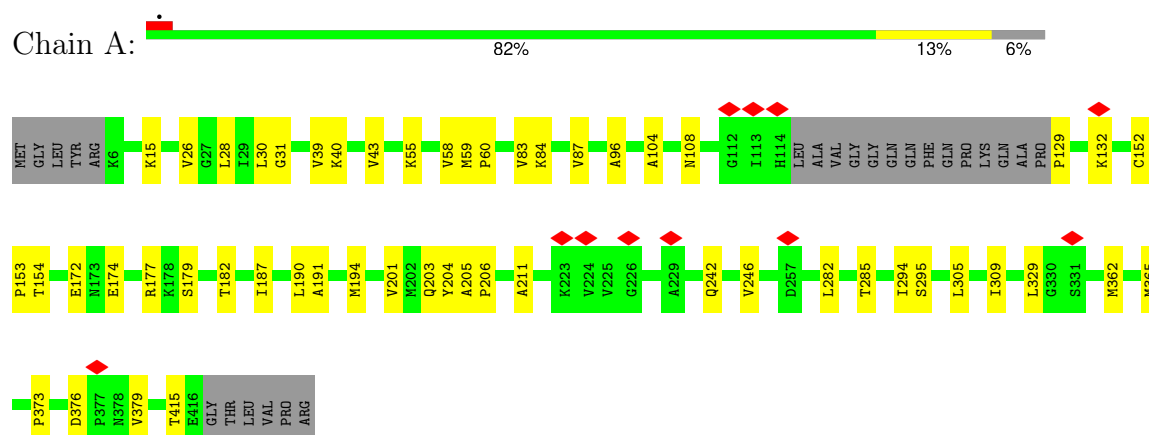 Chain A:
82% 13% 6%
MET GLY LEU TYR ARG K6 K15 V26 G27 L28 I29 L30 G31 V39 K40 V43 K55 V58 M59 P60 V83 K84 V87 A96 A104 N108 G112 I113 H114 LEU ALA VAL GLY GLY GLN GLN PHE GLN PRO LYS GLN ALA PRO P129 K132 C152
P153 T154 E172 N173 E174 R177 K178 S179 T182 I187 L190 A191 M194 V201 M202 Q203 Y204 A205 P206 A211 K223 V224 V225 G226 A229 Q242 V246 D257 L282 T285 I294 S295 L305 I309 L329 G330 S331 M362 M365
P373 D376 P377 N378 V379 T415 E416 GLY THR LEU VAL PRO ARG